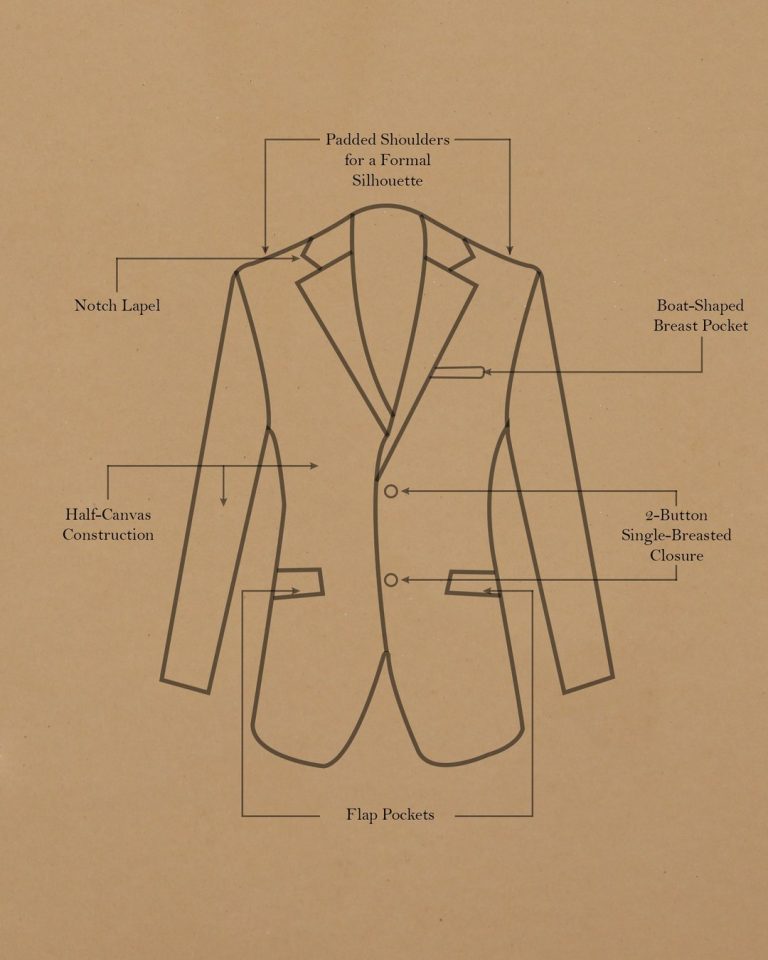 Padded Shoulders
for a Formal
Silhouette
Notch Lapel
Boat-Shaped
Breast Pocket
Half-Canvas
Construction
2-Button
Single-Breasted
Closure
Flap Pockets